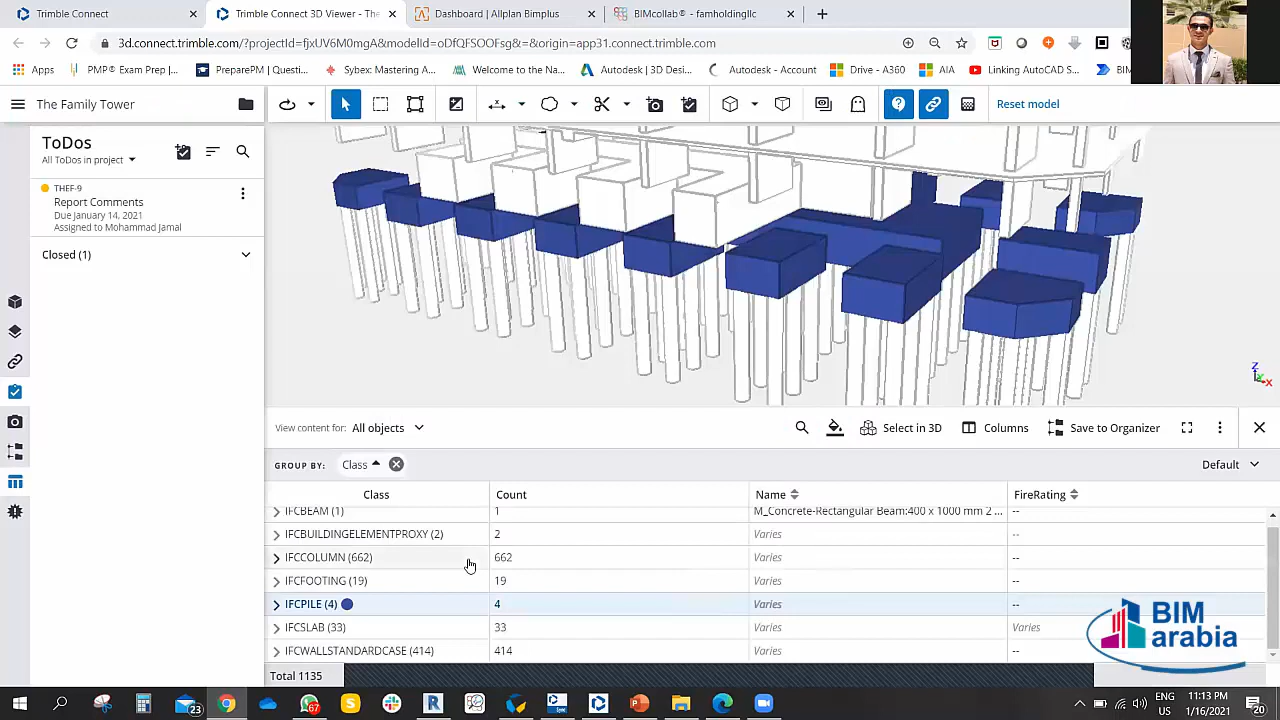 Trimble Connect
Trimble Connect 3D Viewer - The
Dashboard | Allplan Bimplus
BIMcollab® - famholdingllc
3d.connect.trimble.com/?projectId=fjxUV6M0mgA&modelId=oDfQFSOOLsgt=&origin=app31.connect.trimble.com
Apps
PMP® Exam Prep |...
PreparePM | Questi...
Sybex Mastering A...
Welcome to the Na...
Autodesk | 3D Desi...
Autodesk - Account
Drive - A360
AIA
Linking AutoCAD S...
BIM
The Family Tower
Reset model
ToDos
All ToDos in project
THEF-9
Report Comments
Due January 14, 2021
Assigned to Mohammad Jamal
Closed (1)
Z
X
View content for: All objects
Select in 3D
Columns
Save to Organizer
GROUP BY: Class
Default
Class Count Name FireRating
IFCBEAM (1) 1 M_Concrete-Rectangular Beam:400 x 1000 mm 2 ... --
IFCBUILDINGELEMENTPROXY (2) 2 Varies --
IFCCOLUMN (662) 662 Varies --
IFCFOOTING (19) 19 Varies --
IFCPILE (4) 4 Varies --
IFCSLAB (33) 33 Varies Varies
IFCWALLSTANDARDCASE (414) 414 Varies --
BIM
arabia
Total 1135
23
67
ENG
US
11:13 PM
1/16/2021
20